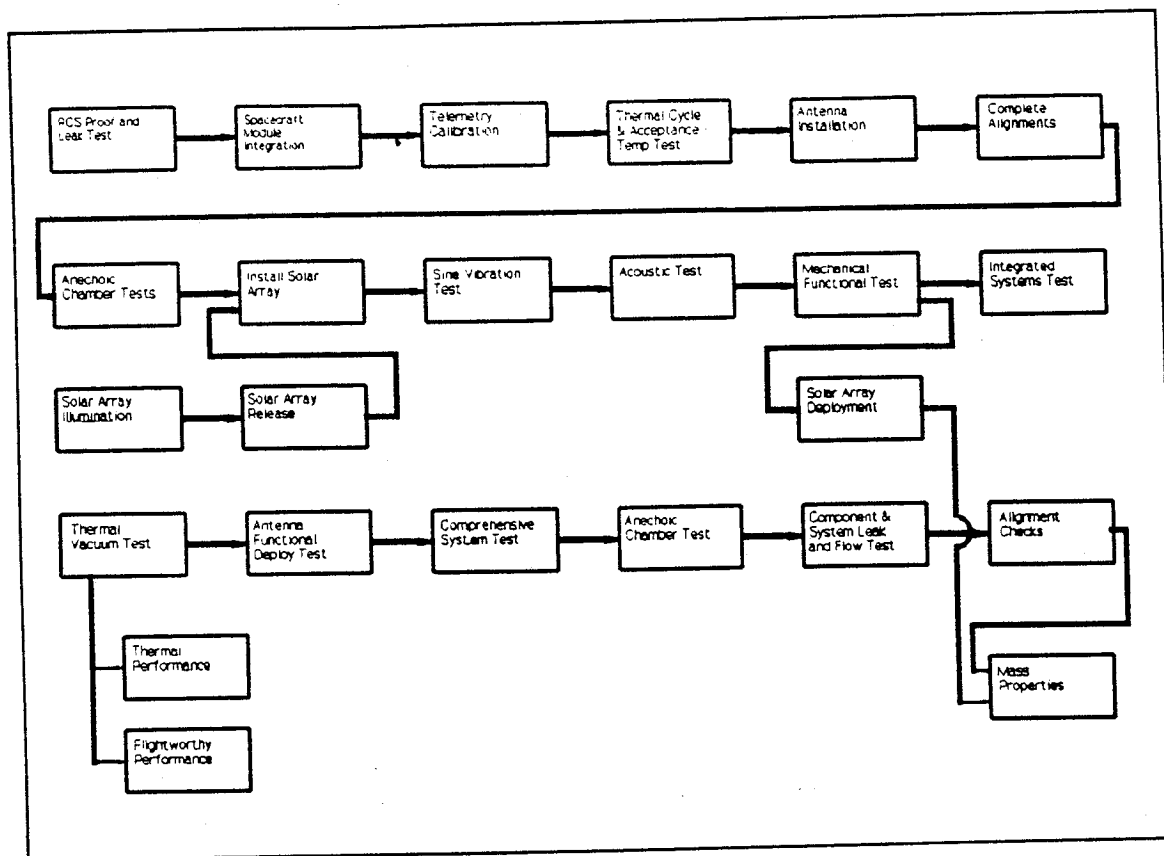 RCS Proof and
Leak Test
Spacecraft
Module
Integration
Telemetry
Calibration
Thermal Cycle
& Acceptance
Temp Test
Antenna
Installation
Complete
Alignments
Anechoic
Chamber Tests
Install Solar
Array
Sine Vibration
Test
Acoustic Test
Mechanical
Functional Test
Integrated
Systems Test
Solar Array
Illumination
Solar Array
Release
Solar Array
Deployment
Thermal
Vacuum Test
Antenna
Functional
Deploy Test
Comprehensive
System Test
Anechoic
Chamber Test
Component &
System Leak
and Flow Test
Alignment
Checks
Thermal
Performance
Mass
Properties
Flightworthy
Performance